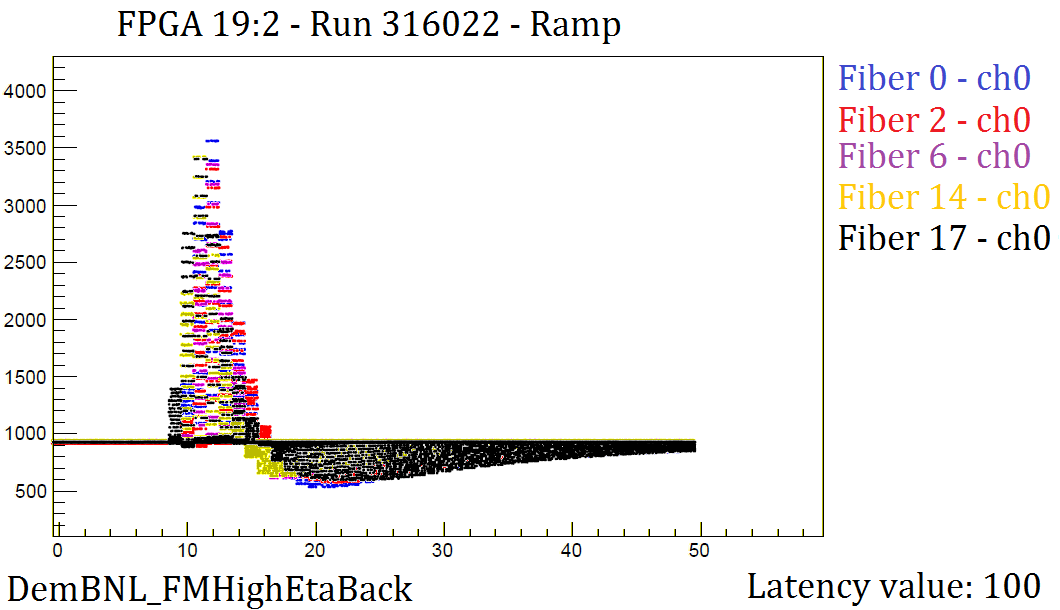 FPGA 19:2 - Run 316022 - Ramp
Fiber 0 - ch0
Fiber 2 - ch0
Fiber 6 - ch0
Fiber 14 - ch0
Fiber 17 - ch0
4000
3500
3000
2500
2000
1500
1000
500
0 10 20 30 40 50
DemBNL_FMHighEtaBack
Latency value: 100